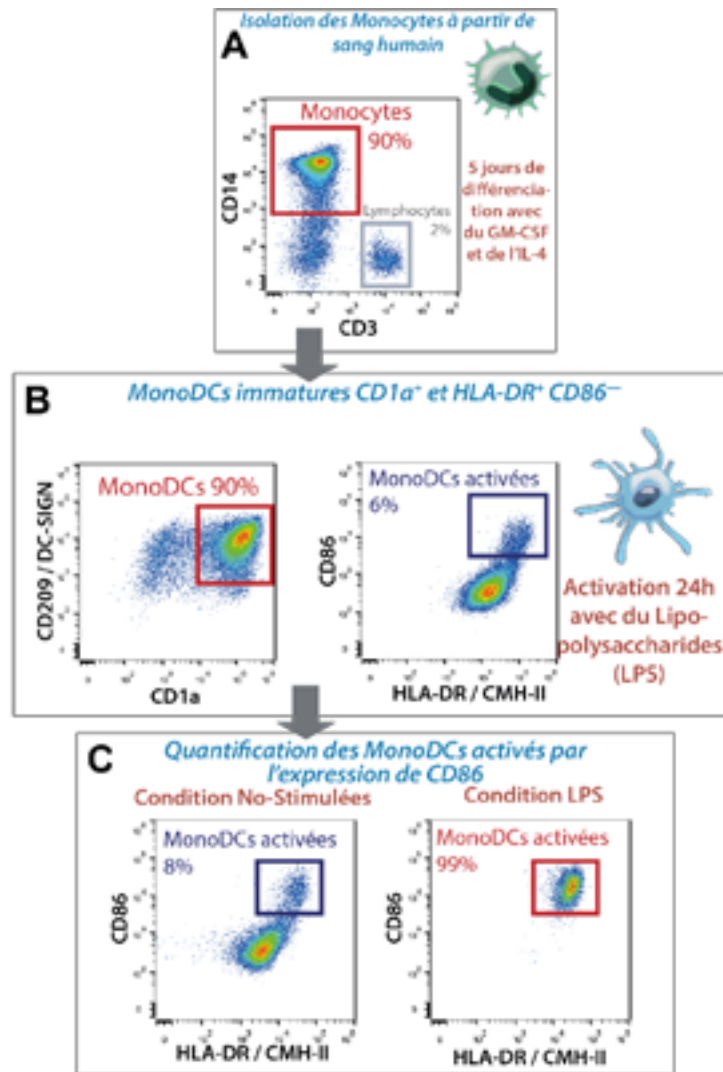 A
Isolation des Monocytes à partir de
sang humain
Monocytes
90%
Lymphocytes
2%
CD14
CD3
5 jours de
différencia-
tion avec
du GM-CSF
et de l'IL-4
B
MonoDCs immatures CD1a⁺ et HLA-DR⁺ CD86⁻
MonoDCs 90%
CD209 / DC-SIGN
CD1a
MonoDCs activées
6%
CD86
HLA-DR / CMH-II
Activation 24h
avec du Lipo-
polysaccharides
(LPS)
C
Quantification des MonoDCs activés par
l'expression de CD86
Condition No-Stimulées
MonoDCs activées
8%
CD86
HLA-DR / CMH-II
Condition LPS
MonoDCs activées
99%
CD86
HLA-DR / CMH-II